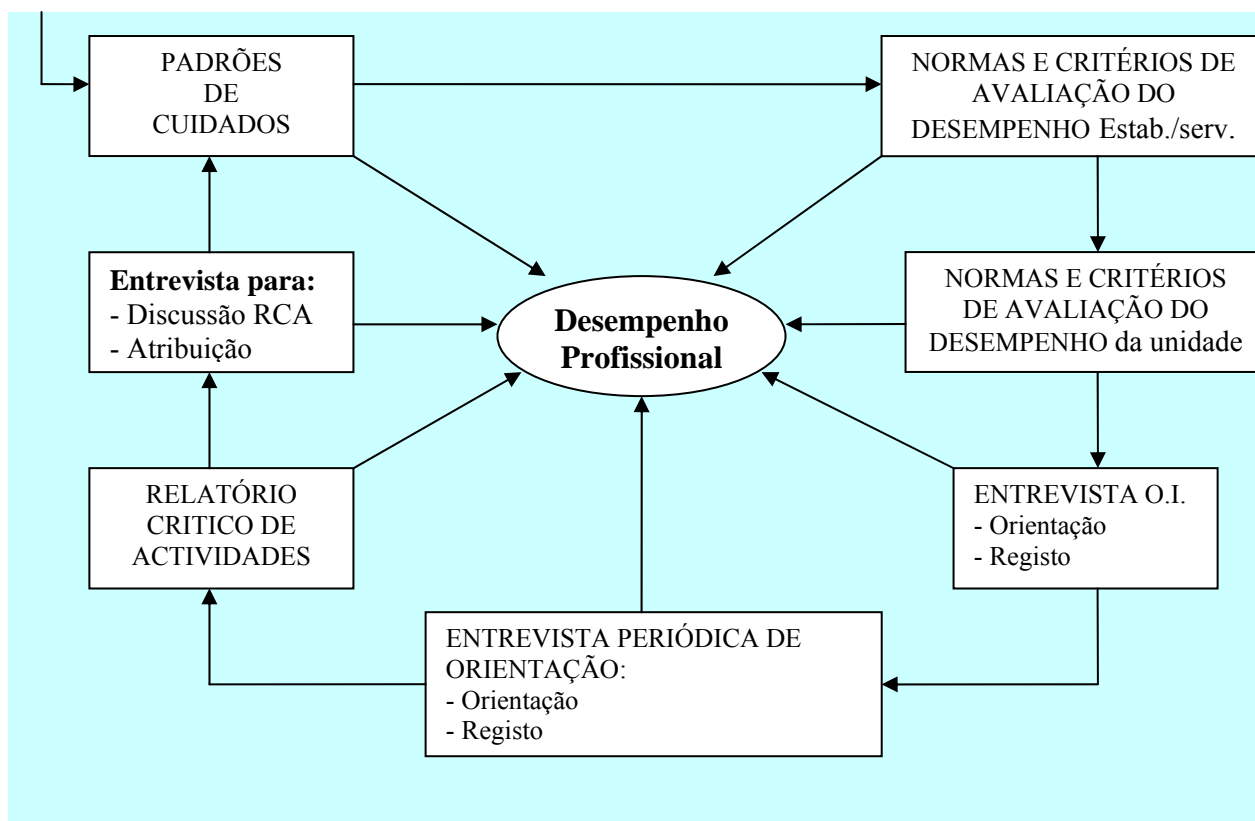 PADRÕES
DE
CUIDADOS
NORMAS E CRITÉRIOS DE
AVALIAÇÃO DO
DESEMPENHO Estab./serv.
Entrevista para:
- Discussão RCA
- Atribuição
Desempenho
Profissional
NORMAS E CRITÉRIOS
DE AVALIAÇÃO DO
DESEMPENHO da unidade
RELATÓRIO
CRITICO DE
ACTIVIDADES
ENTREVISTA O.I.
- Orientação
- Registo
ENTREVISTA PERIÓDICA DE
ORIENTAÇÃO:
- Orientação
- Registo